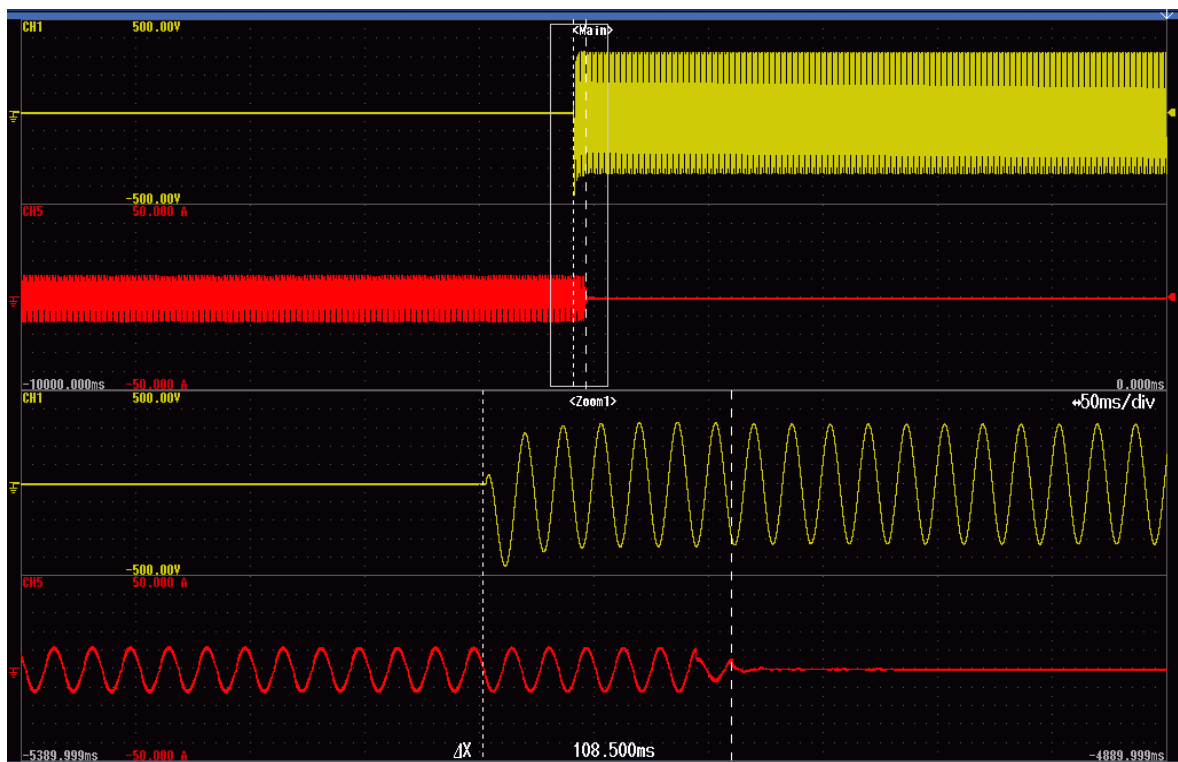 CH1 500.00V
<Main>
-500.00V
CH5 50.000 A
-10000.000ms -50.000 A 0.000ms
CH1 500.00V <Zoom1> ↔50ms/div
-500.00V
CH5 50.000 A
-5389.999ms -50.000 A ΔX 108.500ms -4889.999ms